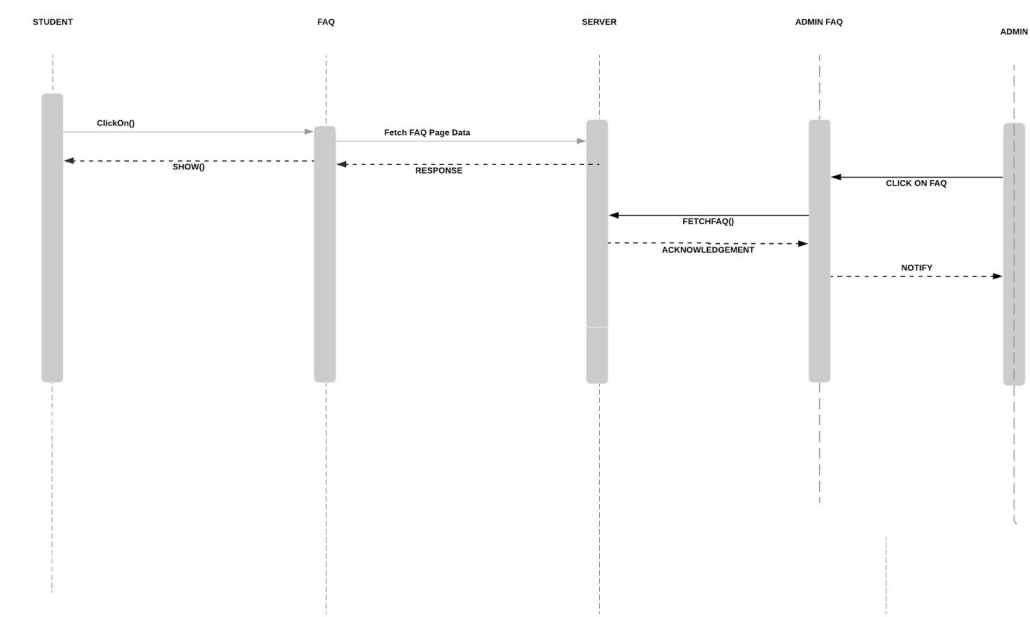 STUDENT
FAQ
SERVER
ADMIN FAQ
ADMIN
ClickOn()
Fetch FAQ Page Data
SHOW()
RESPONSE
CLICK ON FAQ
FETCHFAQ()
ACKNOWLEDGEMENT
NOTIFY